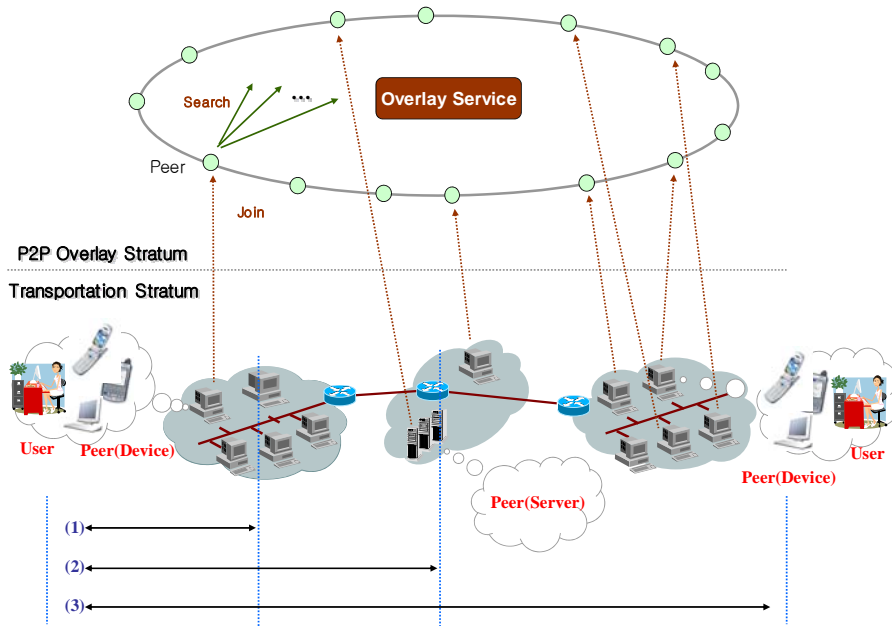 Search
...
Overlay Service
Peer
Join
P2P Overlay Stratum
Transportation Stratum
User
Peer(Device)
Peer(Server)
Peer(Device)
User
(1)
(2)
(3)